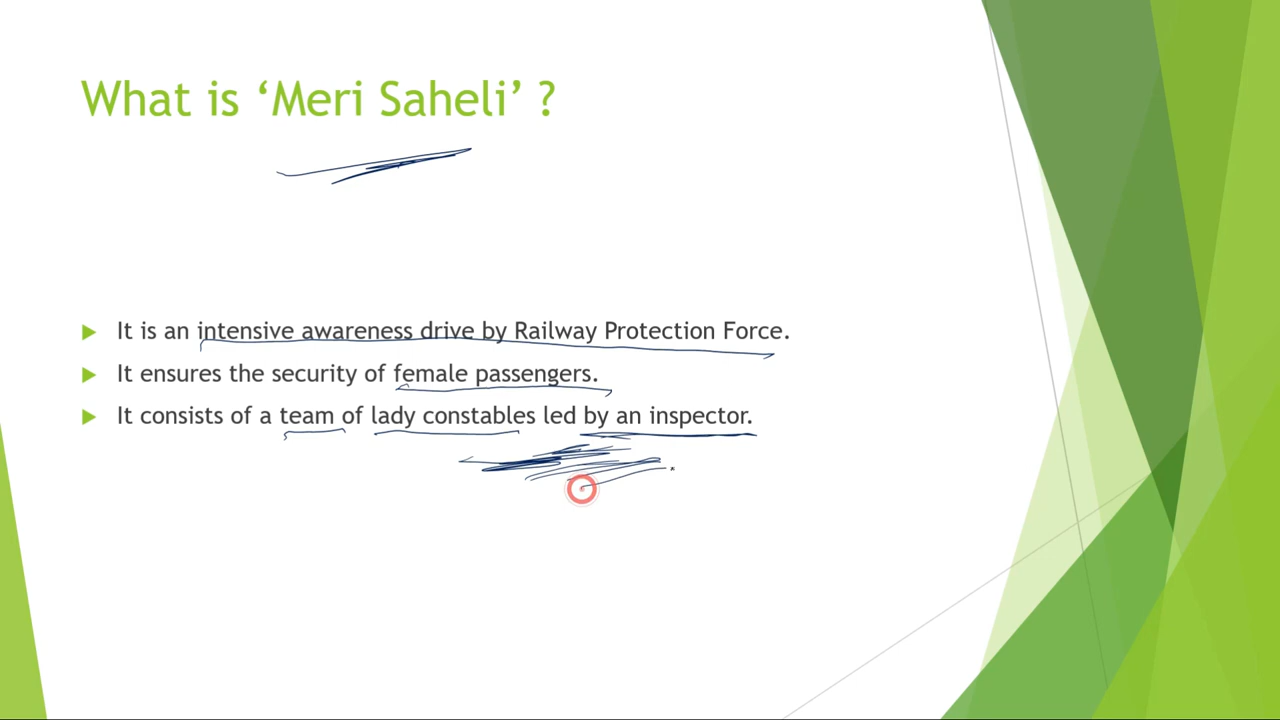 What is ‘Meri Saheli’ ?
It is an intensive awareness drive by Railway Protection Force.
It ensures the security of female passengers.
It consists of a team of lady constables led by an inspector.